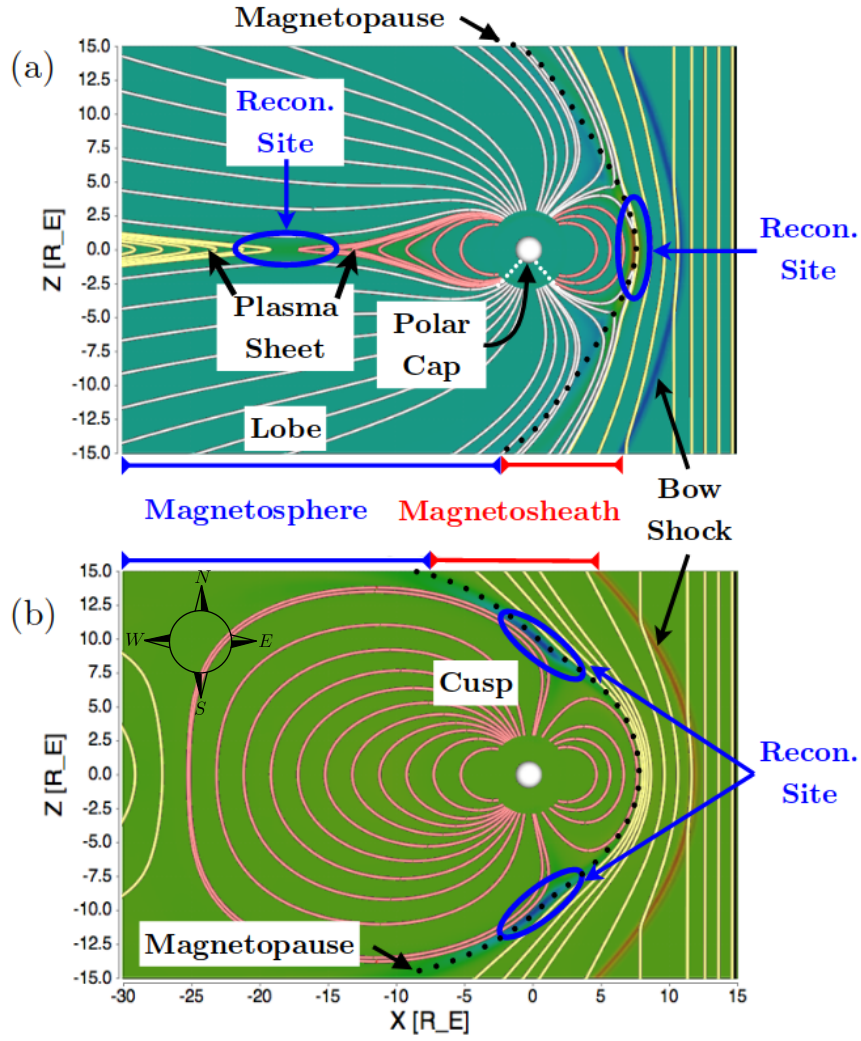 Magnetopause
(a)
15.0
12.5
10.0
7.5
5.0
2.5
0.0
-2.5
-5.0
-7.5
-10.0
-12.5
-15.0
Z [R_E]
Recon.
Site
Recon.
Site
Plasma
Sheet
Polar
Cap
Lobe
Bow
Shock
Magnetosphere
Magnetosheath
(b)
15.0
12.5
10.0
7.5
5.0
2.5
0.0
-2.5
-5.0
-7.5
-10.0
-12.5
-15.0
Z [R_E]
N
W
E
S
Cusp
Recon.
Site
Magnetopause
-30
-25
-20
-15
-10
-5
0
5
10
15
X [R_E]